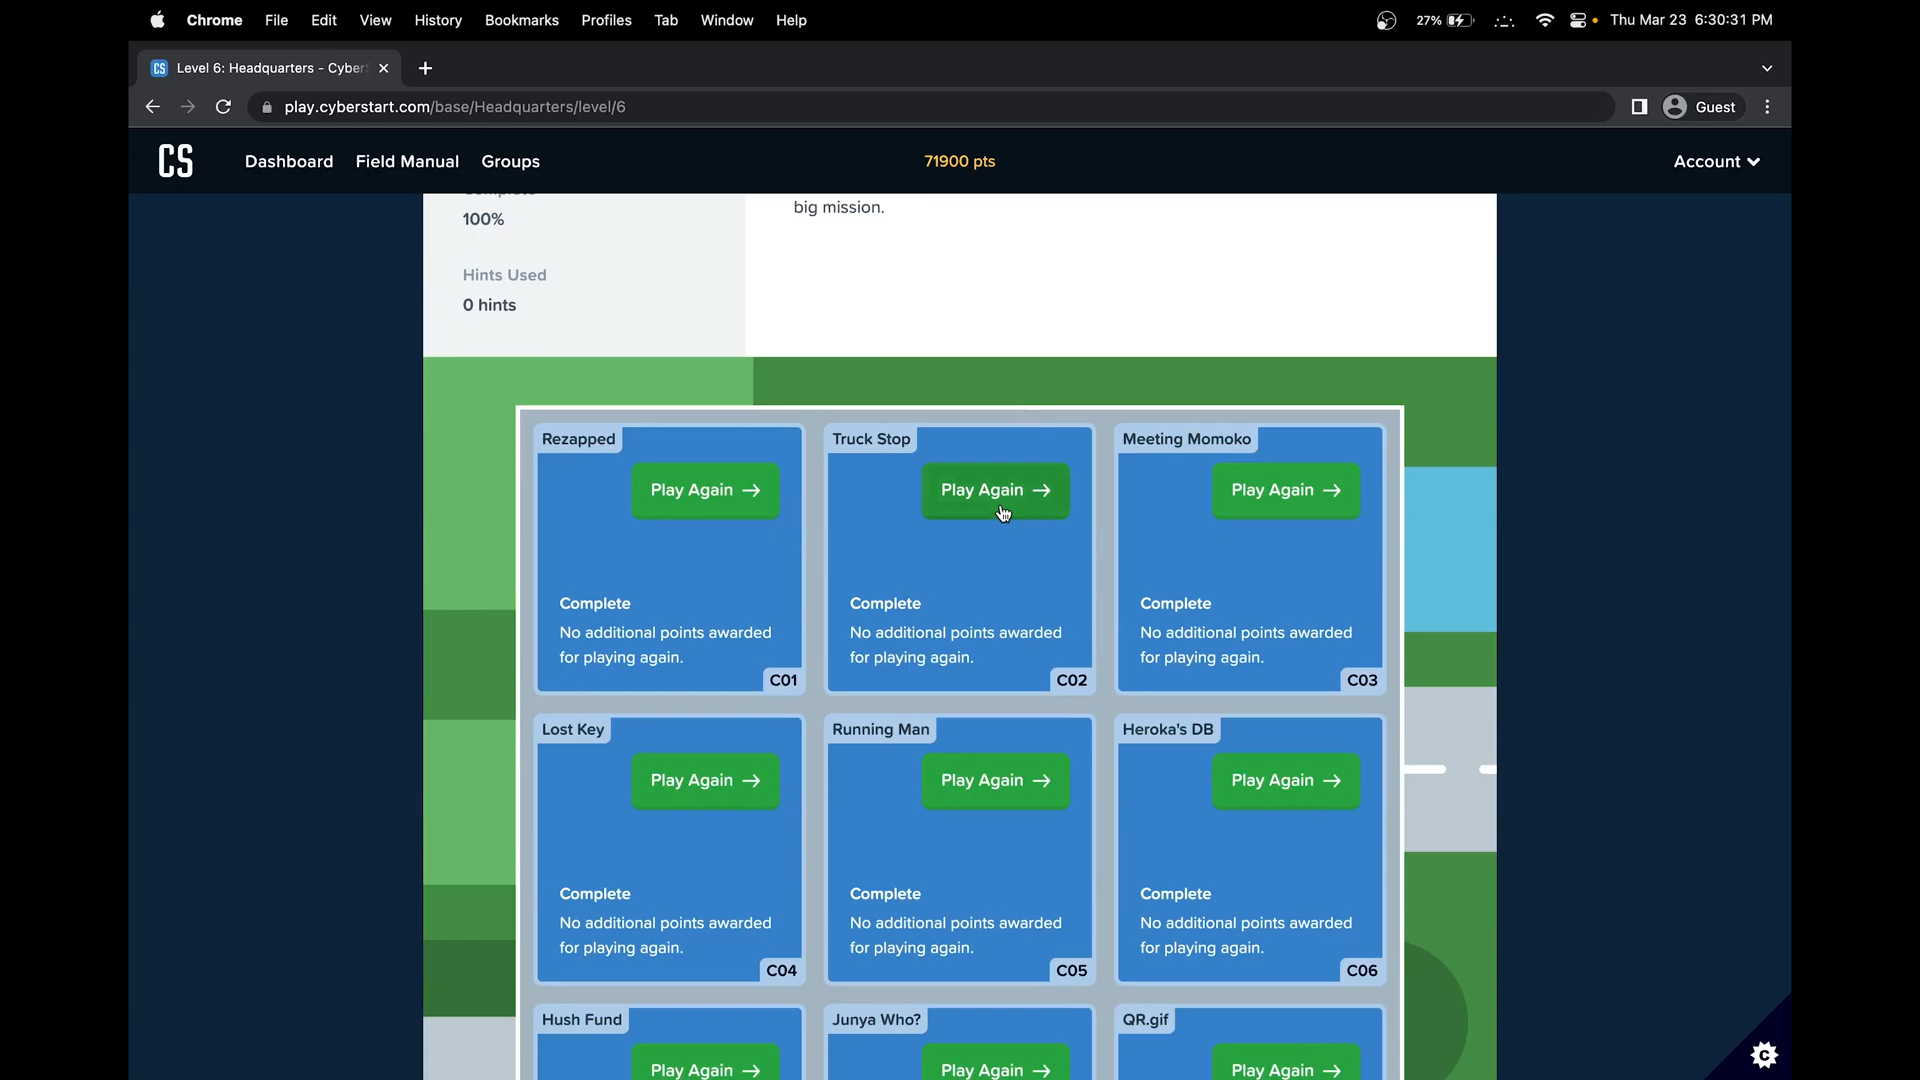 Chrome File Edit View History Bookmarks Profiles Tab Window Help 27% Thu Mar 23 6:30:31 PM
CS Level 6: Headquarters - Cyber
play.cyberstart.com/base/Headquarters/level/6 Guest
CS Dashboard Field Manual Groups 71900 pts Account
big mission.
100%
Hints Used
0 hints
Rezapped Truck Stop Meeting Momoko
Play Again → Play Again → Play Again →
Complete Complete Complete
No additional points awarded No additional points awarded No additional points awarded
for playing again. for playing again. for playing again.
C01 C02 C03
Lost Key Running Man Heroka's DB
Play Again → Play Again → Play Again →
Complete Complete Complete
No additional points awarded No additional points awarded No additional points awarded
for playing again. for playing again. for playing again.
C04 C05 C06
Hush Fund Junya Who? QR.gif
Play Again → Play Again → Play Again →
C